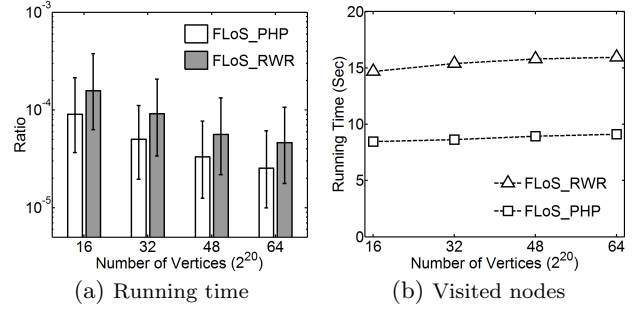 10^-3
10^-4
10^-5
Ratio
FLoS_PHP
FLoS_RWR
16 32 48 64
Number of Vertices (2^20)
(a) Running time
20
15
10
5
0
Running Time (Sec)
FLoS_RWR
FLoS_PHP
16 32 48 64
Number of Vertices (2^20)
(b) Visited nodes